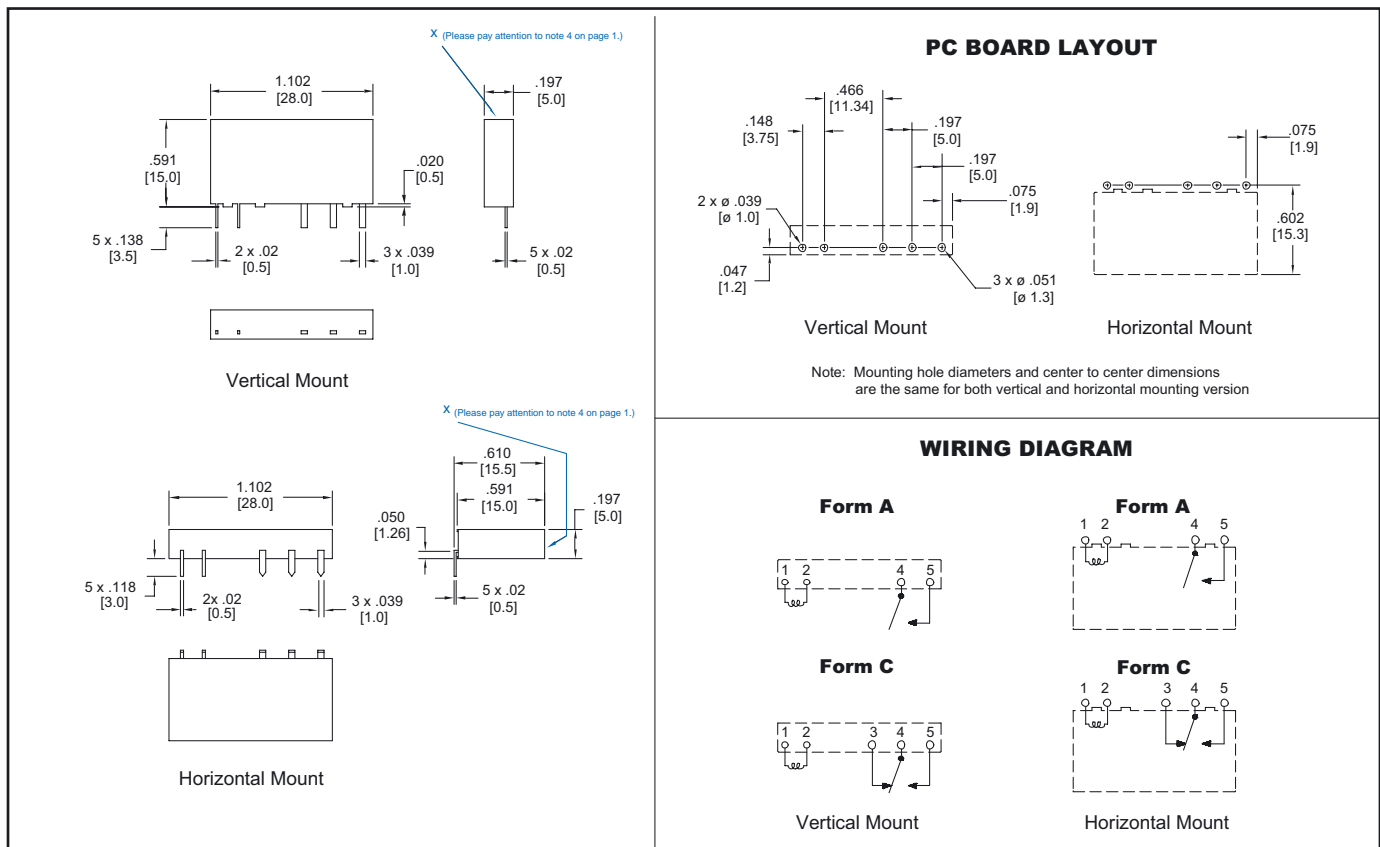 x (Please pay attention to note 4 on page 1.)
1.102
[28.0]
.197
[5.0]
.591
[15.0]
.020
[0.5]
5 x .138
[3.5]
2 x .02
[0.5]
3 x .039
[1.0]
5 x .02
[0.5]
Vertical Mount
x (Please pay attention to note 4 on page 1.)
.610
[15.5]
1.102
[28.0]
.591
[15.0]
.197
[5.0]
.050
[1.26]
5 x .118
[3.0]
2x .02
[0.5]
3 x .039
[1.0]
5 x .02
[0.5]
Horizontal Mount
PC BOARD LAYOUT
.466
[11.34]
.148
[3.75]
.197
[5.0]
.197
[5.0]
.075
[1.9]
2 x ø .039
[ø 1.0]
.047
[1.2]
3 x ø .051
[ø 1.3]
Vertical Mount
.075
[1.9]
.602
[15.3]
Horizontal Mount
Note: Mounting hole diameters and center to center dimensions
are the same for both vertical and horizontal mounting version
WIRING DIAGRAM
Form A
1 2 4 5
Form A
1 2 4 5
Form C
1 2 3 4 5
Vertical Mount
Form C
1 2 3 4 5
Horizontal Mount